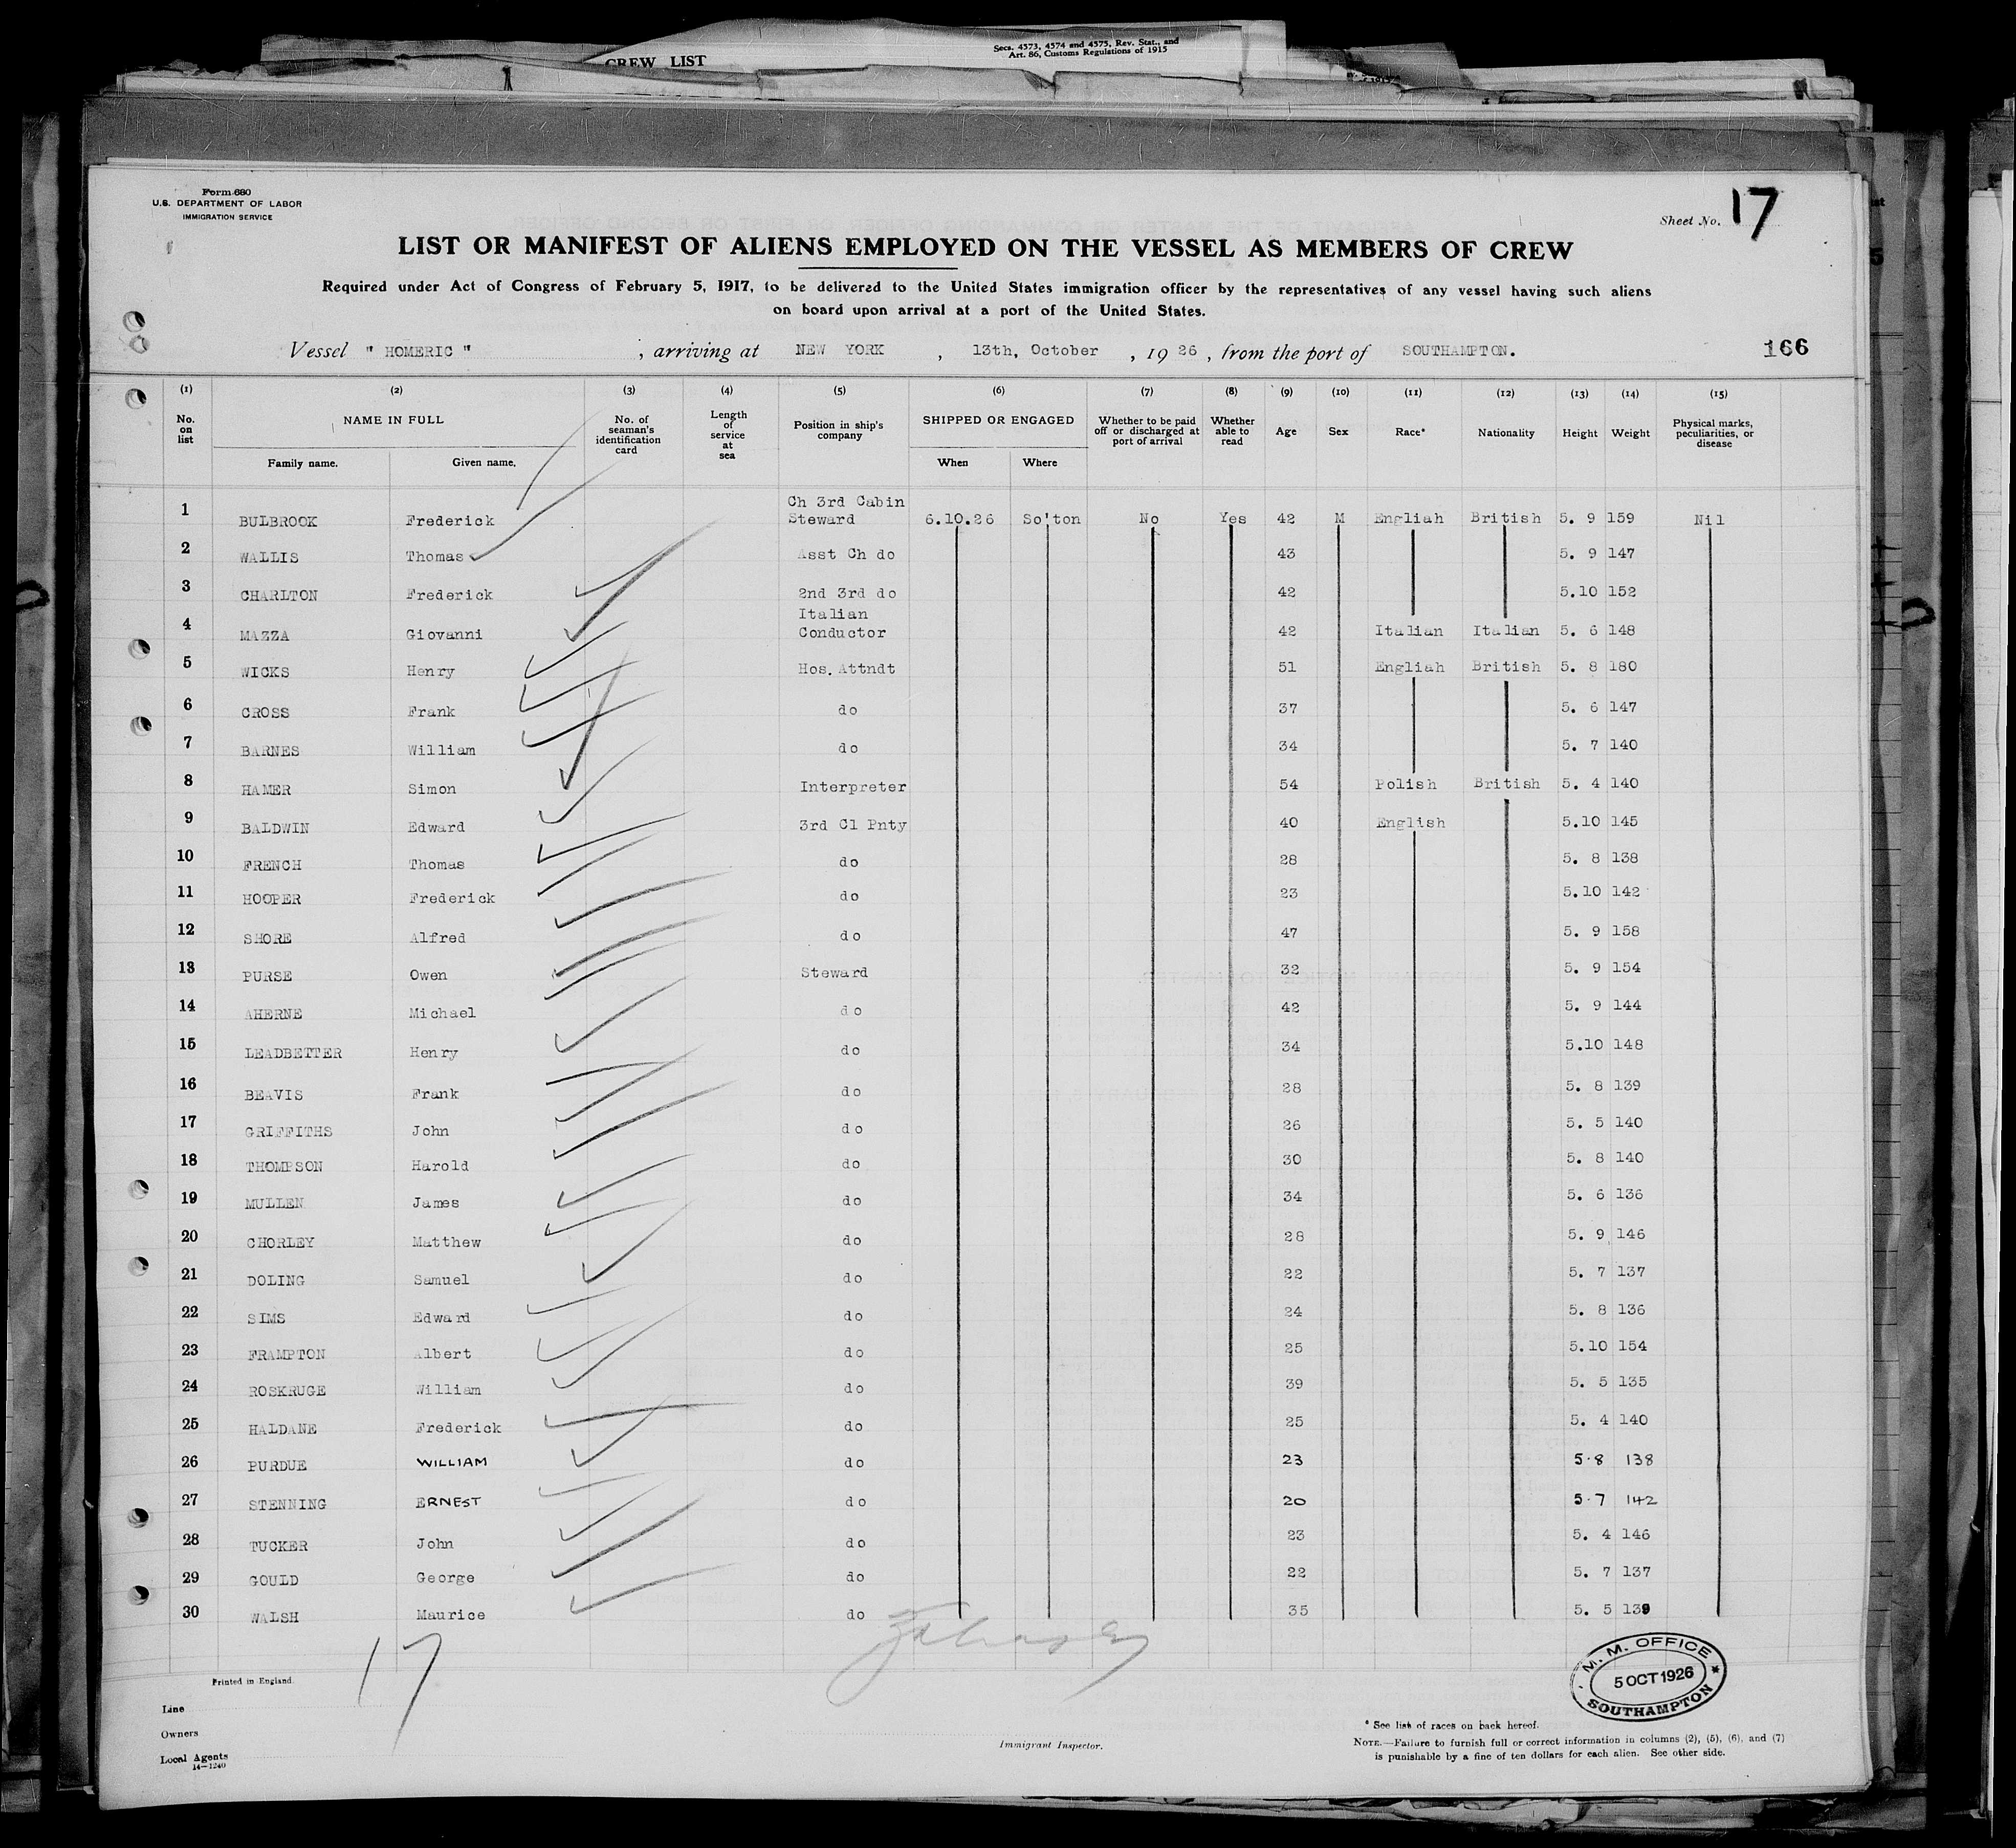 CREW LIST
Secs. 4573, 4574 and 4575, Rev. Stat., and
Art. 86, Customs Regulations of 1915
Form 680
U.S. DEPARTMENT OF LABOR
IMMIGRATION SERVICE
Sheet No. 17
LIST OR MANIFEST OF ALIENS EMPLOYED ON THE VESSEL AS MEMBERS OF CREW
Required under Act of Congress of February 5, 1917, to be delivered to the United States immigration officer by the representatives of any vessel having such aliens
on board upon arrival at a port of the United States.
Vessel " HOMERIC " , arriving at NEW YORK , 13th, October , 19 26 , from the port of SOUTHAMPTON. 166
(1) (2) (3) (4) (5) (6) (7) (8) (9) (10) (11) (12) (13) (14) (15)
No. on list NAME IN FULL No. of seaman's identification card Length of service at sea Position in ship's company SHIPPED OR ENGAGED Whether to be paid off or discharged at port of arrival Whether able to read Age Sex Race* Nationality Height Weight Physical marks, peculiarities, or disease
Family name. Given name. When Where
1 BULBROOK Frederick Ch 3rd Cabin Steward 6.10.26 So'ton No Yes 42 M Engliah British 5. 9 159 Nil
2 WALLIS Thomas Asst Ch do 43 5. 9 147
3 CHARLTON Frederick 2nd 3rd do 42 5.10 152
4 MAZZA Giovanni Italian Conductor 42 Italian Italian 5. 6 148
5 WICKS Henry Hos. Attndt 51 Engliah British 5. 8 180
6 CROSS Frank do 37 5. 6 147
7 BARNES William do 34 5. 7 140
8 HAMER Simon Interpreter 54 Polish British 5. 4 140
9 BALDWIN Edward 3rd Cl Pnty 40 English 5.10 145
10 FRENCH Thomas do 28 5. 8 138
11 HOOPER Frederick do 23 5.10 142
12 SHORE Alfred do 47 5. 9 158
13 PURSE Owen Steward 32 5. 9 154
14 AHERNE Michael do 42 5. 9 144
15 LEADBETTER Henry do 34 5.10 148
16 BEAVIS Frank do 28 5. 8 139
17 GRIFFITHS John do 26 5. 5 140
18 THOMPSON Harold do 30 5. 8 140
19 MULLEN James do 34 5. 6 136
20 CHORLEY Matthew do 28 5. 9 146
21 DOLING Samuel do 22 5. 7 137
22 SIMS Edward do 24 5. 8 136
23 FRAMPTON Albert do 25 5.10 154
24 ROSKRUGE William do 39 5. 5 135
25 HALDANE Frederick do 25 5. 4 140
26 PURDUE WILLIAM do 23 5.8 138
27 STENNING ERNEST do 20 5.7 142
28 TUCKER John do 23 5. 4 146
29 GOULD George do 22 5. 7 137
30 WALSH Maurice do 35 5. 5 139
17
M. M. OFFICE
5 OCT 1926
SOUTHAMPTON
Printed in England.
Line
Owners
Local Agents
14—1240
Immigrant Inspector.
* See list of races on back hereof.
NOTE.—Failure to furnish full or correct information in columns (2), (5), (6), and (7)
is punishable by a fine of ten dollars for each alien. See other side.